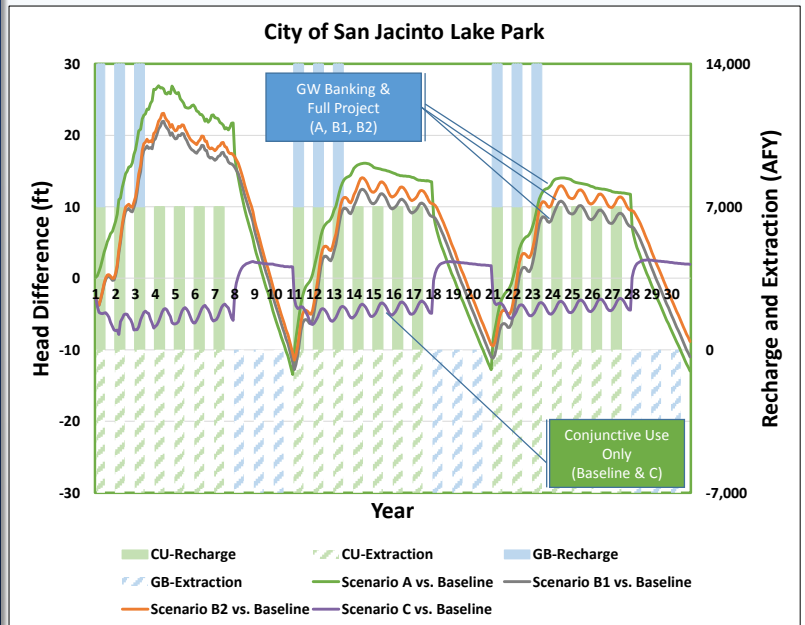 City of San Jacinto Lake Park
30
20
10
0
-10
-20
-30
Head Difference (ft)
14,000
7,000
0
-7,000
Recharge and Extraction (AFY)
GW Banking &
Full Project
(A, B1, B2)
1 2 3 4 5 6 7 8 9 10 11 12 13 14 15 16 17 18 19 20 21 22 23 24 25 26 27 28 29 30
Conjunctive Use
Only
(Baseline & C)
Year
CU-Recharge CU-Extraction GB-Recharge
GB-Extraction Scenario A vs. Baseline Scenario B1 vs. Baseline
Scenario B2 vs. Baseline Scenario C vs. Baseline